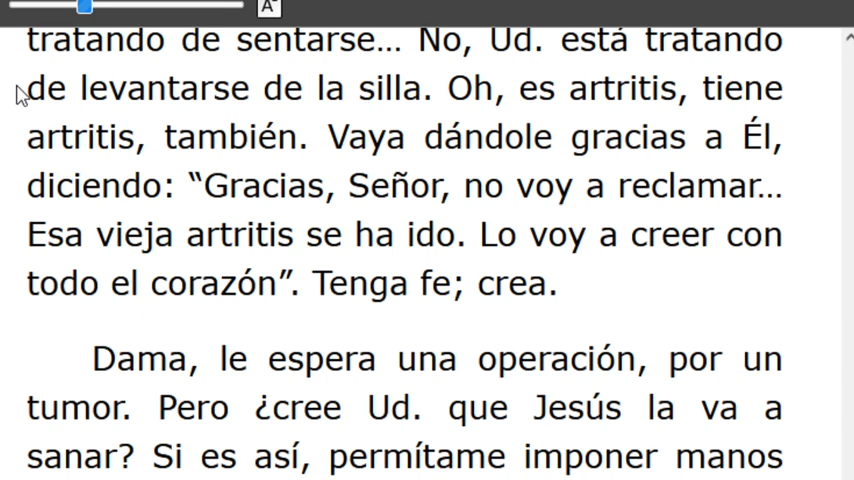 A
tratando de sentarse... No, Ud. está tratando
de levantarse de la silla. Oh, es artritis, tiene
artritis, también. Vaya dándole gracias a Él,
diciendo: “Gracias, Señor, no voy a reclamar...
Esa vieja artritis se ha ido. Lo voy a creer con
todo el corazón”. Tenga fe; crea.
Dama, le espera una operación, por un
tumor. Pero ¿cree Ud. que Jesús la va a
sanar? Si es así, permítame imponer manos